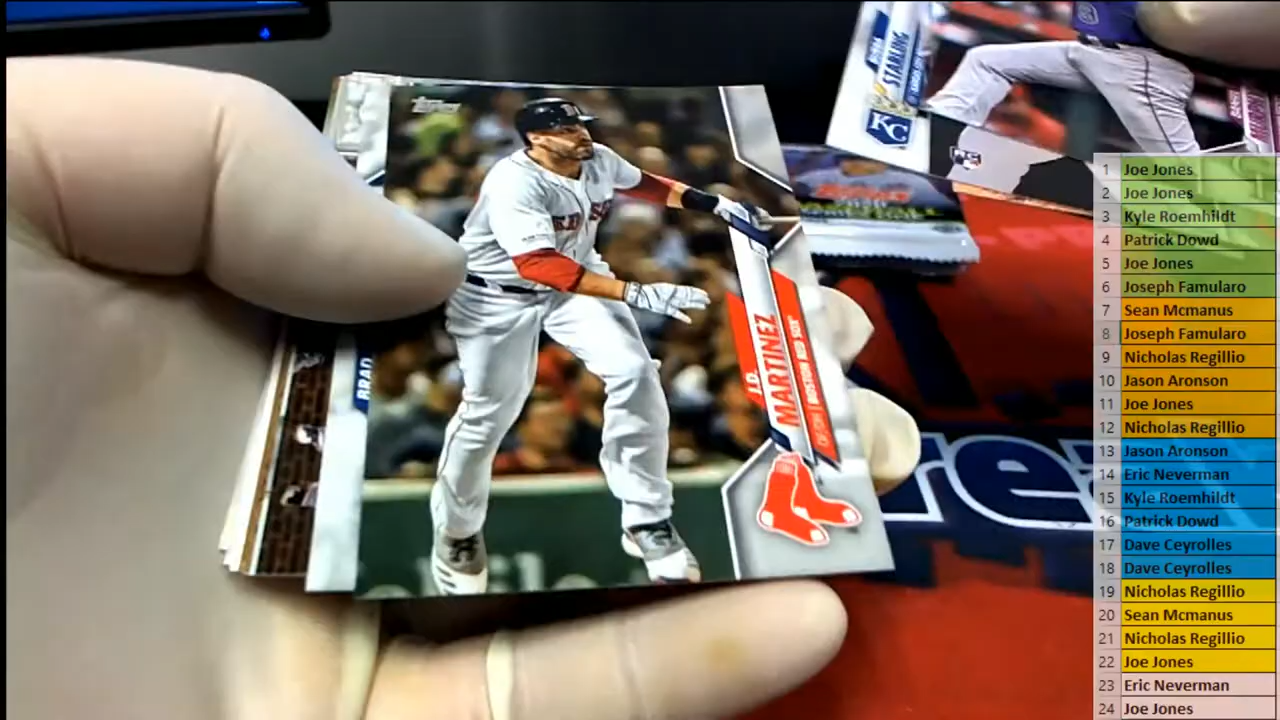 topps
J.D.
MARTINEZ
BOSTON RED SOX
RED SOX
BRAD
BUBBA
STARLING
KC
RC
1 Joe Jones
2 Joe Jones
3 Kyle Roemhildt
4 Patrick Dowd
5 Joe Jones
6 Joseph Famularo
7 Sean Mcmanus
8 Joseph Famularo
9 Nicholas Regillio
10 Jason Aronson
11 Joe Jones
12 Nicholas Regillio
13 Jason Aronson
14 Eric Neverman
15 Kyle Roemhildt
16 Patrick Dowd
17 Dave Ceyrolles
18 Dave Ceyrolles
19 Nicholas Regillio
20 Sean Mcmanus
21 Nicholas Regillio
22 Joe Jones
23 Eric Neverman
24 Joe Jones